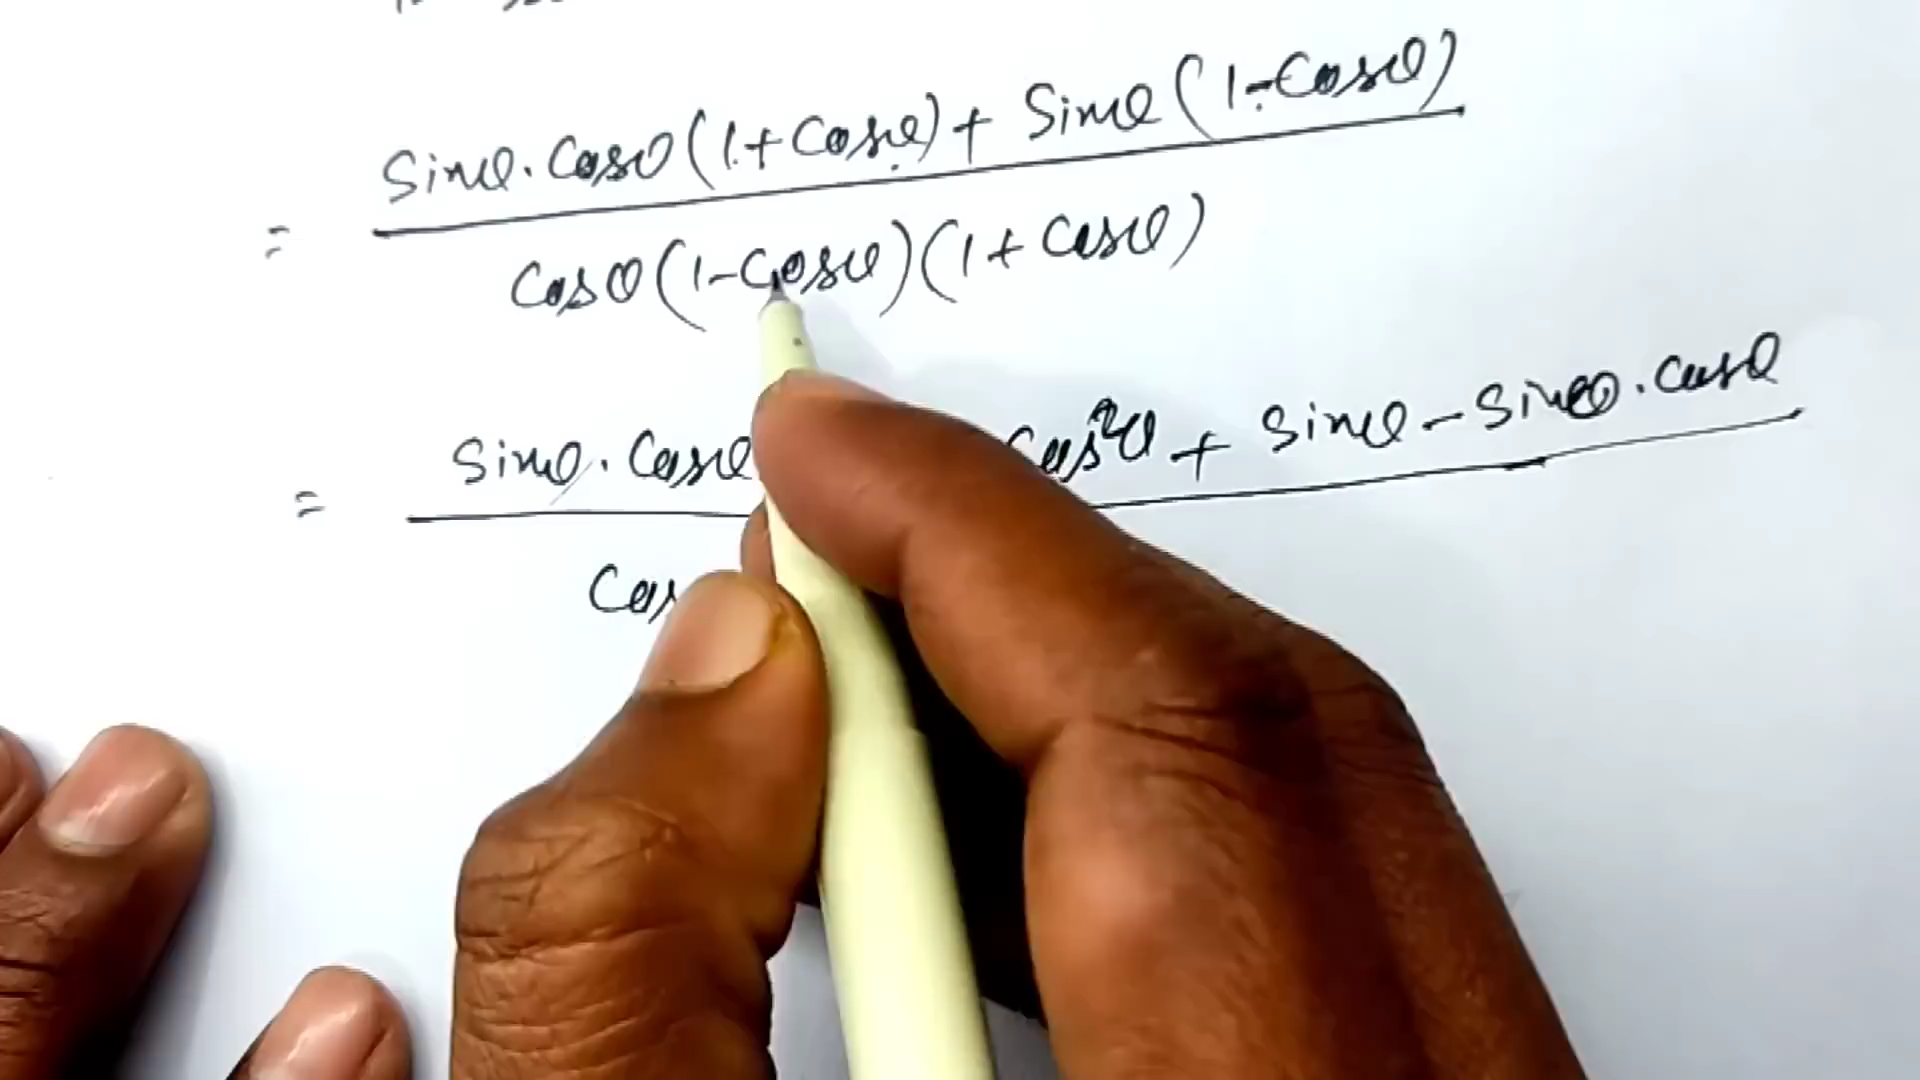 Sinθ. Cosθ (1 + Cosθ) + Sinθ (1 - Cosθ)
=
Cosθ (1 - Cosθ) (1 + Cosθ)
Sinθ. Cosθ Cos²θ + Sinθ - Sinθ. Cosθ
=
Cos